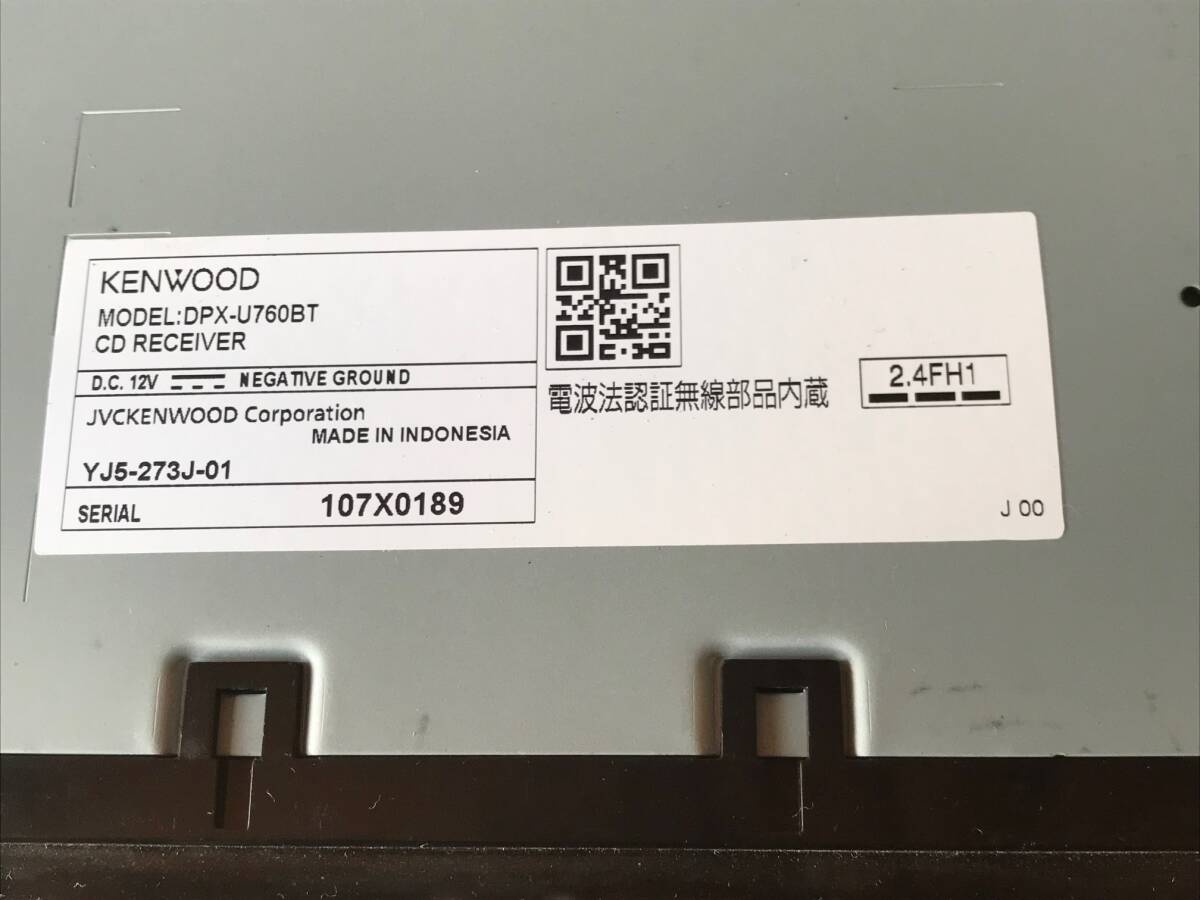 KENWOOD
MODEL:DPX-U760BT
CD RECEIVER
D.C. 12V NEGATIVE GROUND
JVCKENWOOD Corporation
MADE IN INDONESIA
YJ5-273J-01
SERIAL 107X0189
電波法認証無線部品内蔵
2.4FH1
J 00